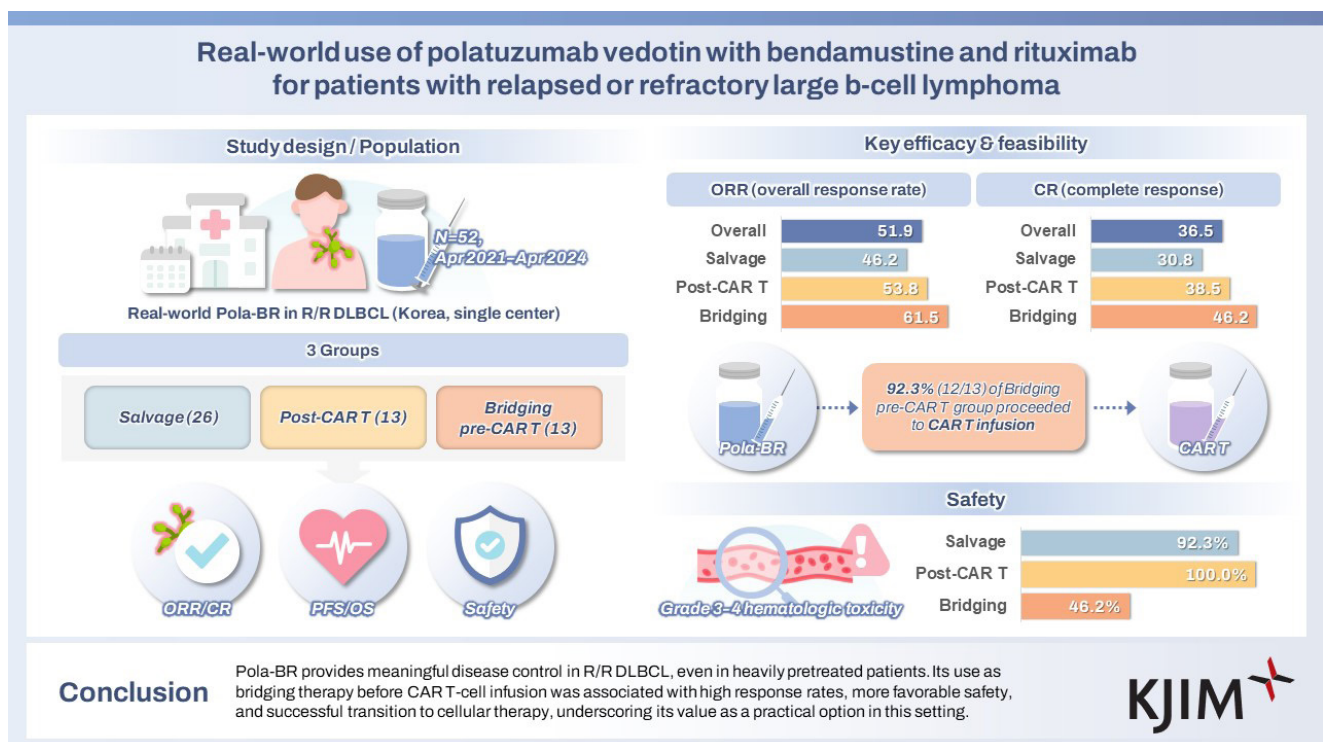 Real-world use of polatuzumab vedotin with bendamustine and rituximab
for patients with relapsed or refractory large b-cell lymphoma
Study design / Population
N=52,
Apr 2021–Apr 2024
Real-world Pola-BR in R/R DLBCL (Korea, single center)
3 Groups
Salvage (26)
Post-CAR T (13)
Bridging
pre-CAR T (13)
ORR/CR
PFS/OS
Safety
Key efficacy & feasibility
ORR (overall response rate)
Overall 51.9
Salvage 46.2
Post-CAR T 53.8
Bridging 61.5
CR (complete response)
Overall 36.5
Salvage 30.8
Post-CAR T 38.5
Bridging 46.2
Pola-BR
92.3% (12/13) of Bridging
pre-CAR T group proceeded
to CAR T infusion
CAR T
Safety
Grade 3–4 hematologic toxicity
Salvage 92.3%
Post-CAR T 100.0%
Bridging 46.2%
Conclusion
Pola-BR provides meaningful disease control in R/R DLBCL, even in heavily pretreated patients. Its use as
bridging therapy before CAR T-cell infusion was associated with high response rates, more favorable safety,
and successful transition to cellular therapy, underscoring its value as a practical option in this setting.
KJIM